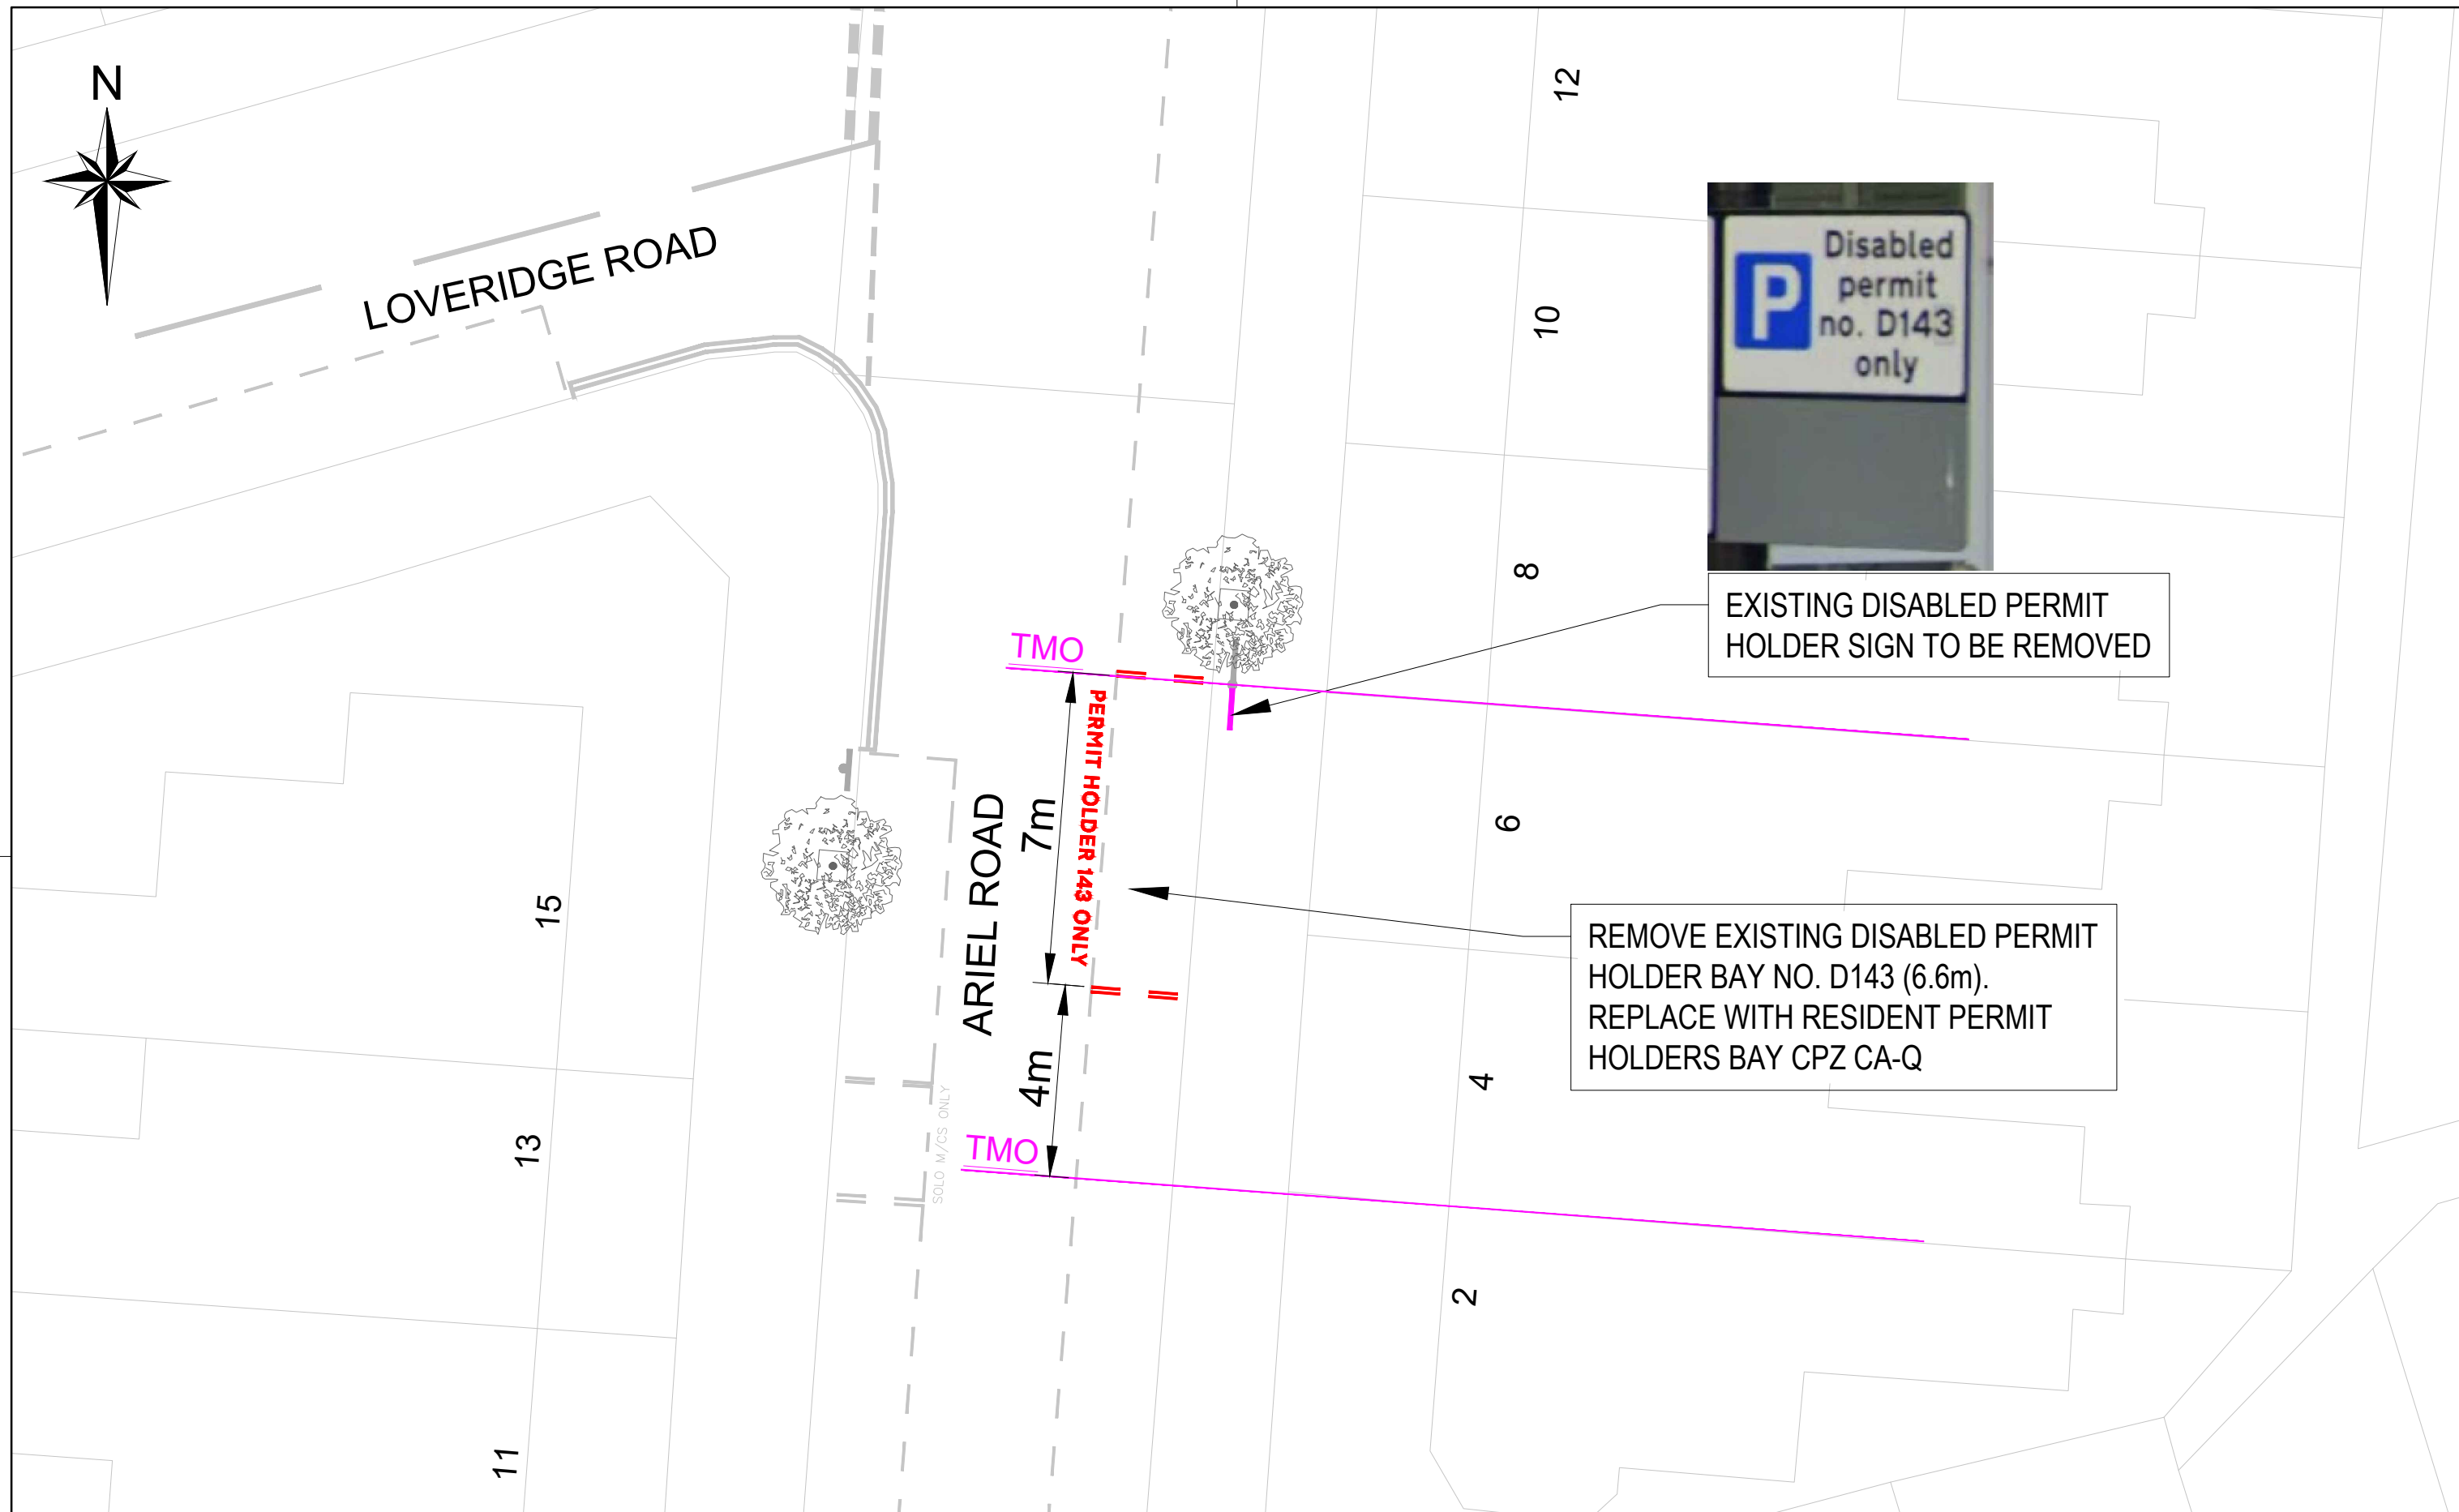 N
LOVERIDGE ROAD
12
10
8
6
4
2
Disabled
permit
no. D143
only
EXISTING DISABLED PERMIT
HOLDER SIGN TO BE REMOVED
TMO
PERMIT HOLDER 143 ONLY
7m
ARIEL ROAD
4m
TMO
SOLO M/CS ONLY
REMOVE EXISTING DISABLED PERMIT
HOLDER BAY NO. D143 (6.6m).
REPLACE WITH RESIDENT PERMIT
HOLDERS BAY CPZ CA-Q
15
13
11